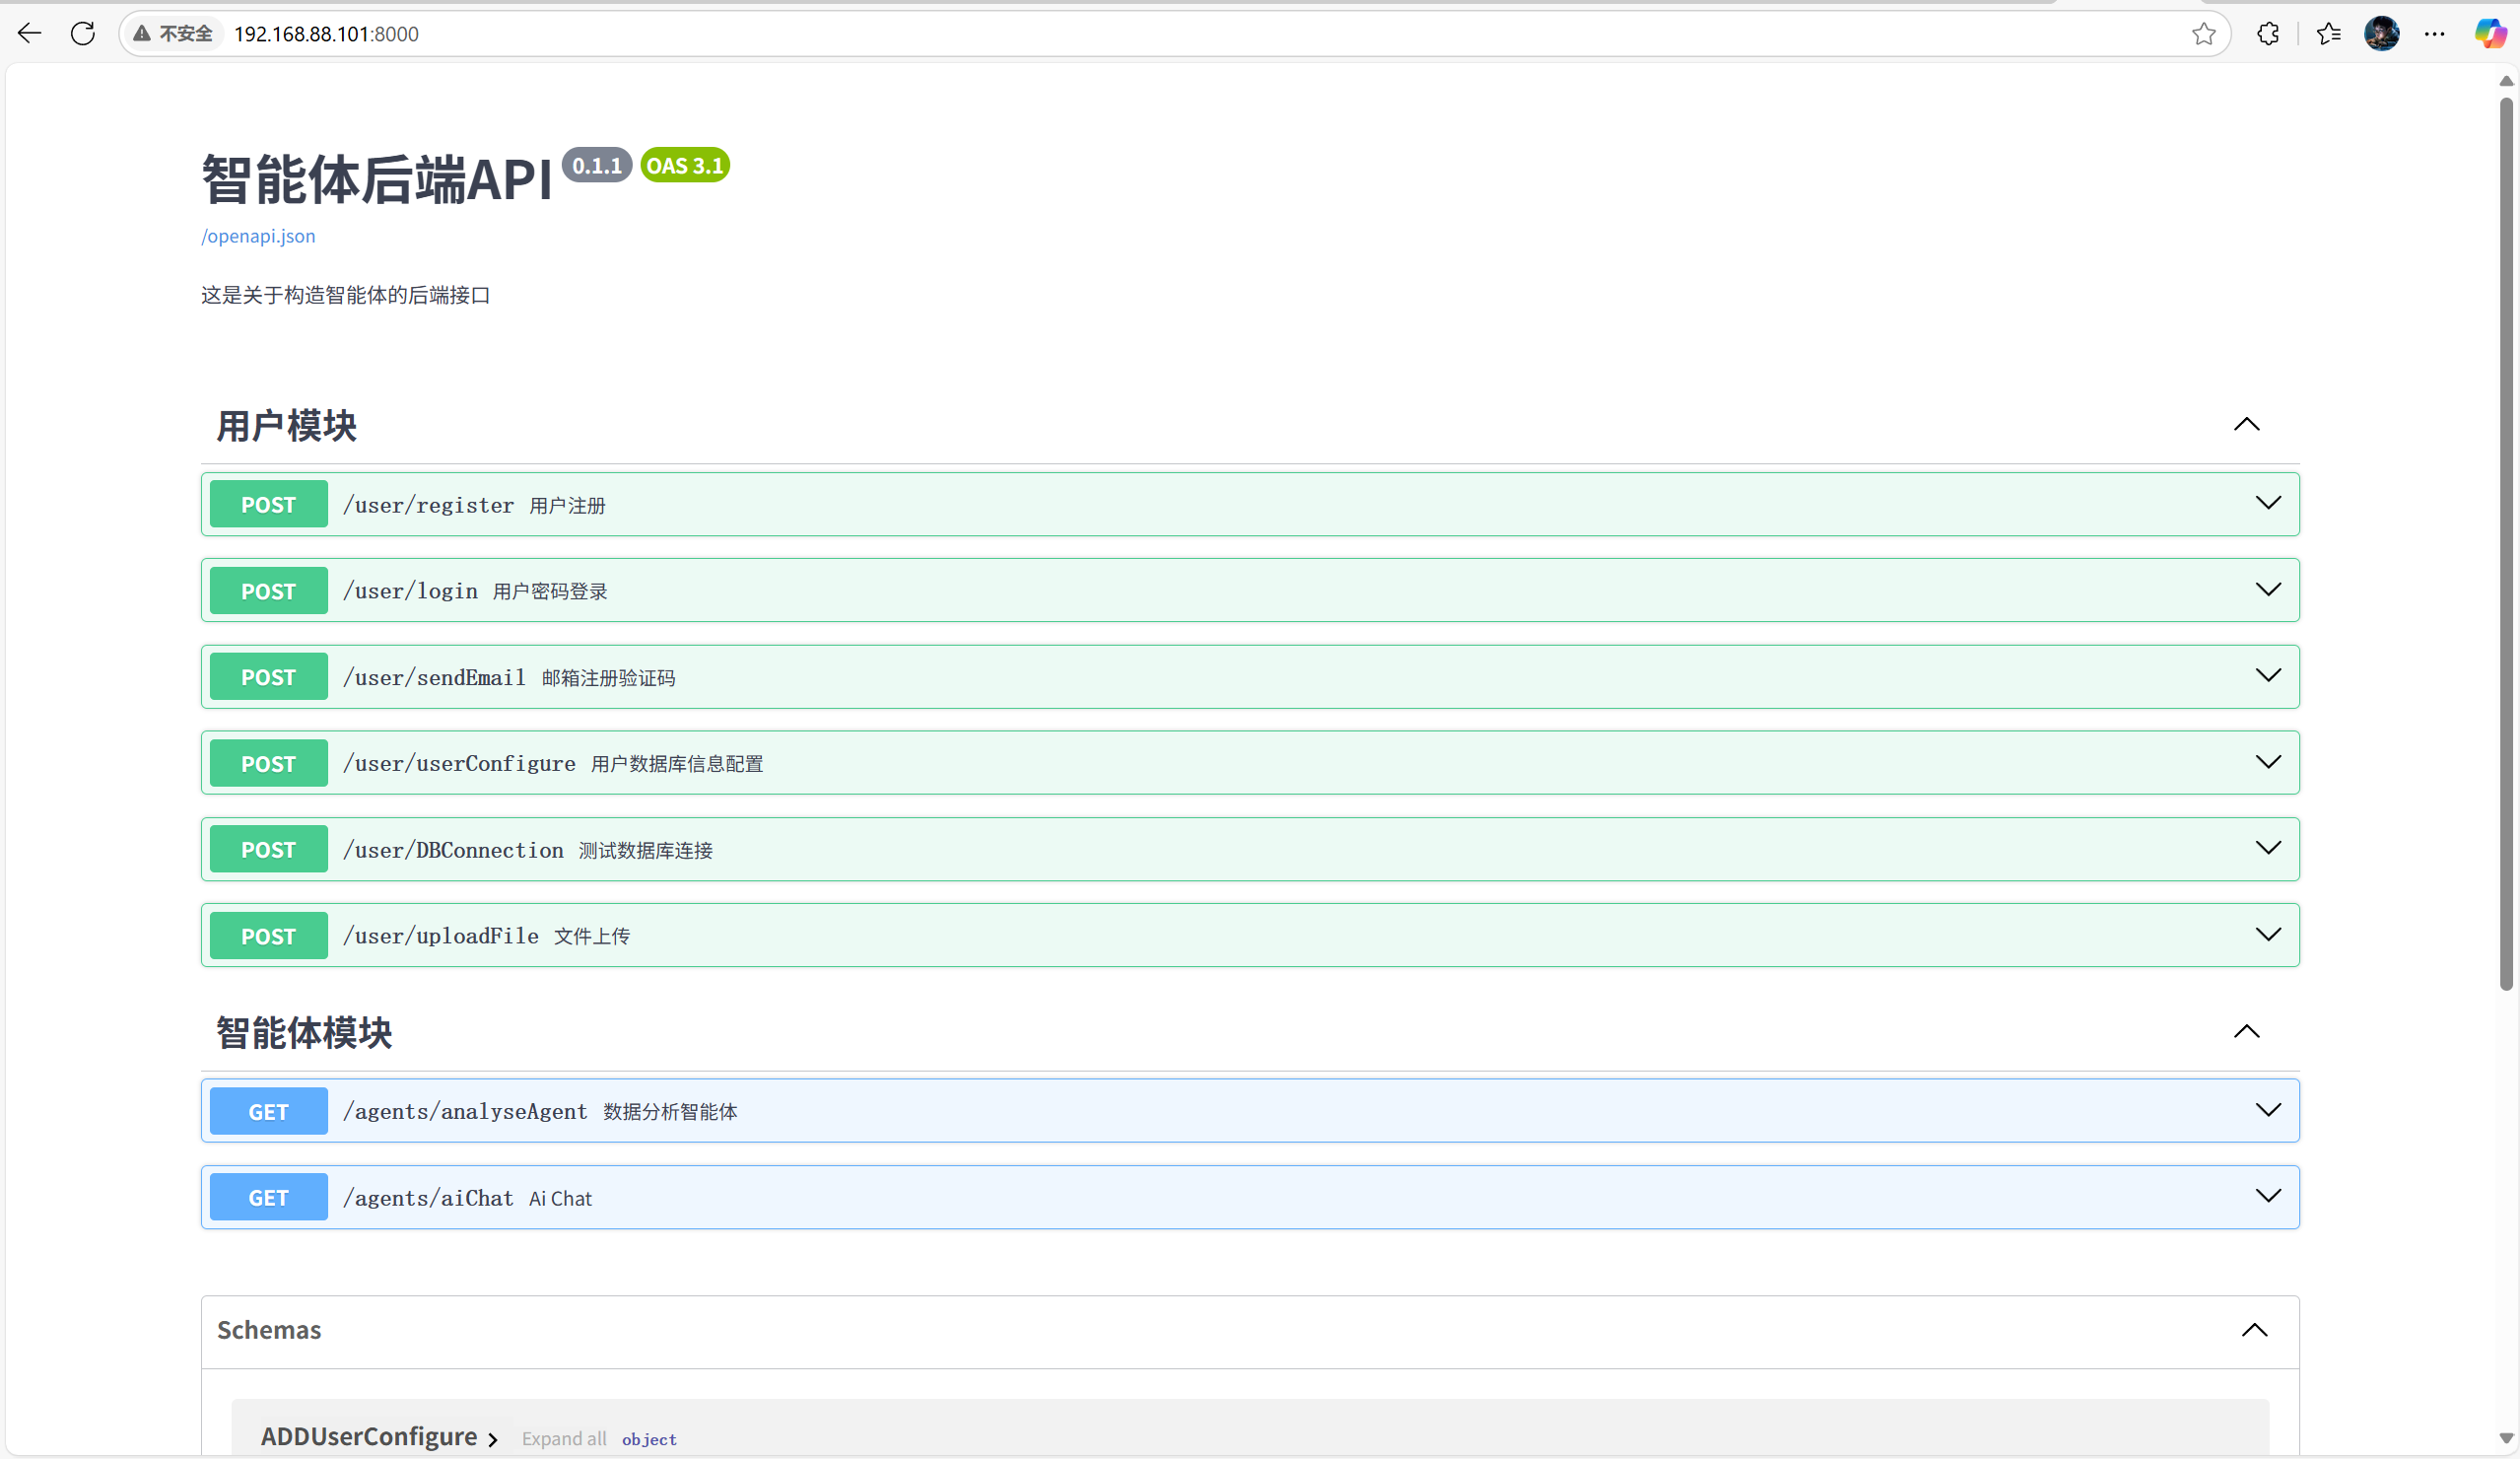 不安全 192.168.88.101:8000
智能体后端API 0.1.1 OAS 3.1
/openapi.json
这是关于构造智能体的后端接口
用户模块
POST /user/register 用户注册
POST /user/login 用户密码登录
POST /user/sendEmail 邮箱注册验证码
POST /user/userConfigure 用户数据库信息配置
POST /user/DBConnection 测试数据库连接
POST /user/uploadFile 文件上传
智能体模块
GET /agents/analyseAgent 数据分析智能体
GET /agents/aiChat Ai Chat
Schemas
ADDUserConfigure Expand all object